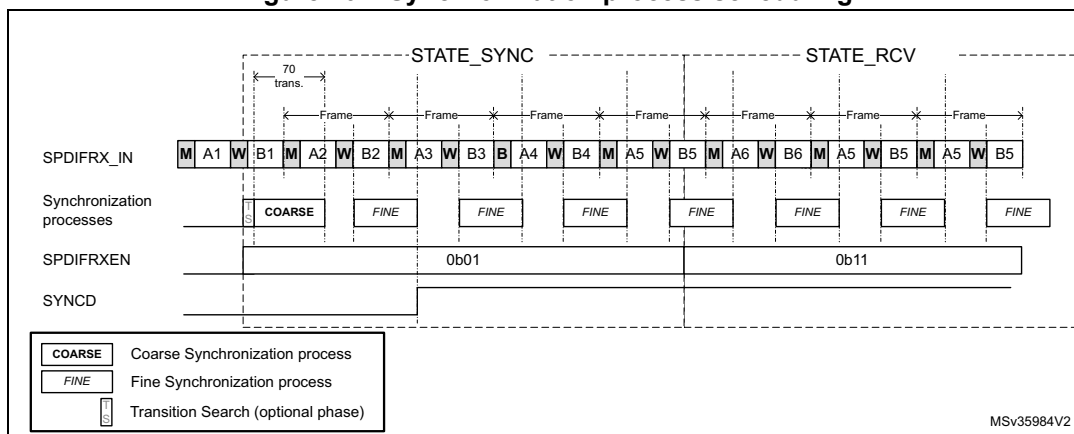 STATE_SYNC STATE_RCV
70
trans.
Frame Frame Frame Frame Frame Frame Frame
SPDIFRX_IN M A1 W B1 M A2 W B2 M A3 W B3 B A4 W B4 M A5 W B5 M A6 W B6 M A5 W B5 M A5 W B5
Synchronization
processes
TS COARSE FINE FINE FINE FINE FINE FINE FINE
SPDIFRXEN 0b01 0b11
SYNCD
COARSE Coarse Synchronization process
FINE Fine Synchronization process
TS Transition Search (optional phase)
MSv35984V2